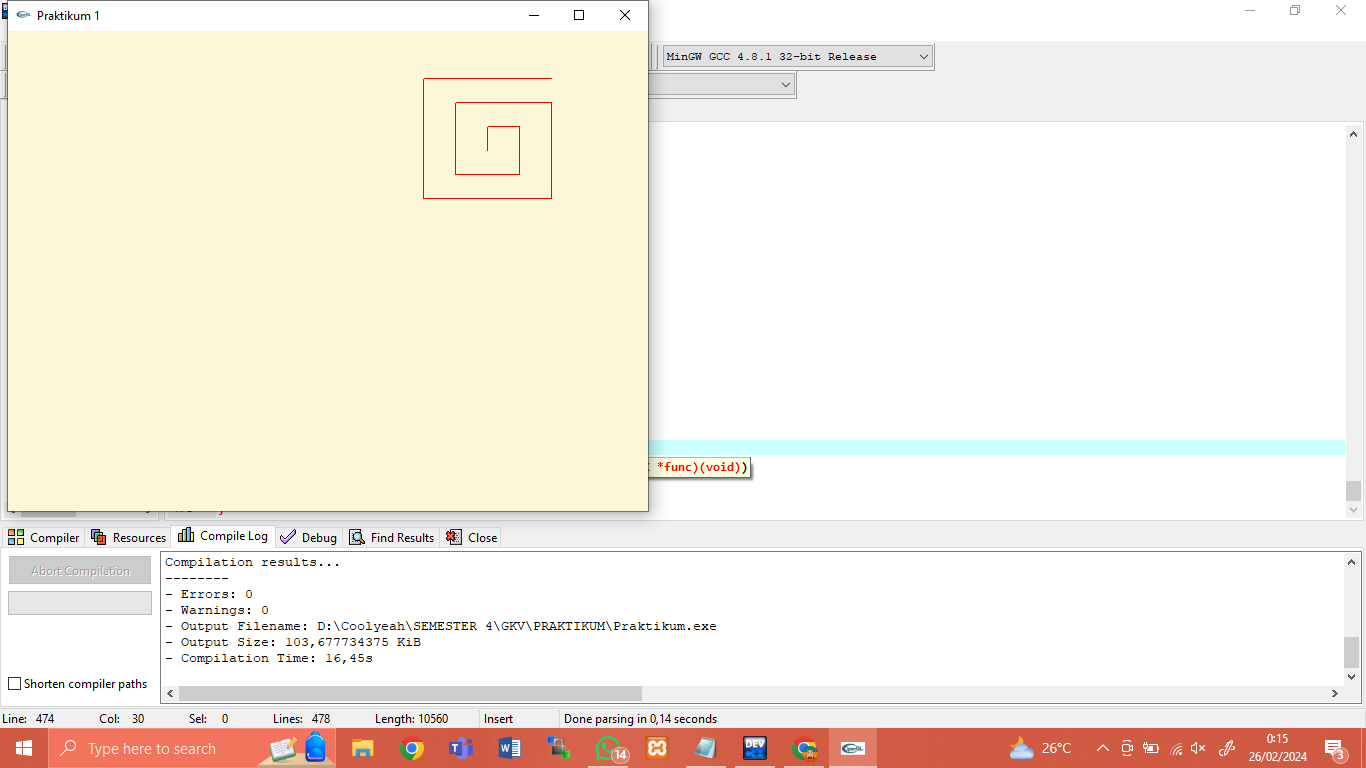 Praktikum 1
MinGW GCC 4.8.1 32-bit Release
*func)(void))
Compiler
Resources
Compile Log
Debug
Find Results
Close
Abort Compilation
Shorten compiler paths
Compilation results...
--------
- Errors: 0
- Warnings: 0
- Output Filename: D:\Coolyeah\SEMESTER 4\GKV\PRAKTIKUM\Praktikum.exe
- Output Size: 103,677734375 KiB
- Compilation Time: 16,45s
Line: 474 Col: 30 Sel: 0 Lines: 478 Length: 10560 Insert Done parsing in 0,14 seconds
Type here to search
14
DEV
26°C
0:15
26/02/2024
3